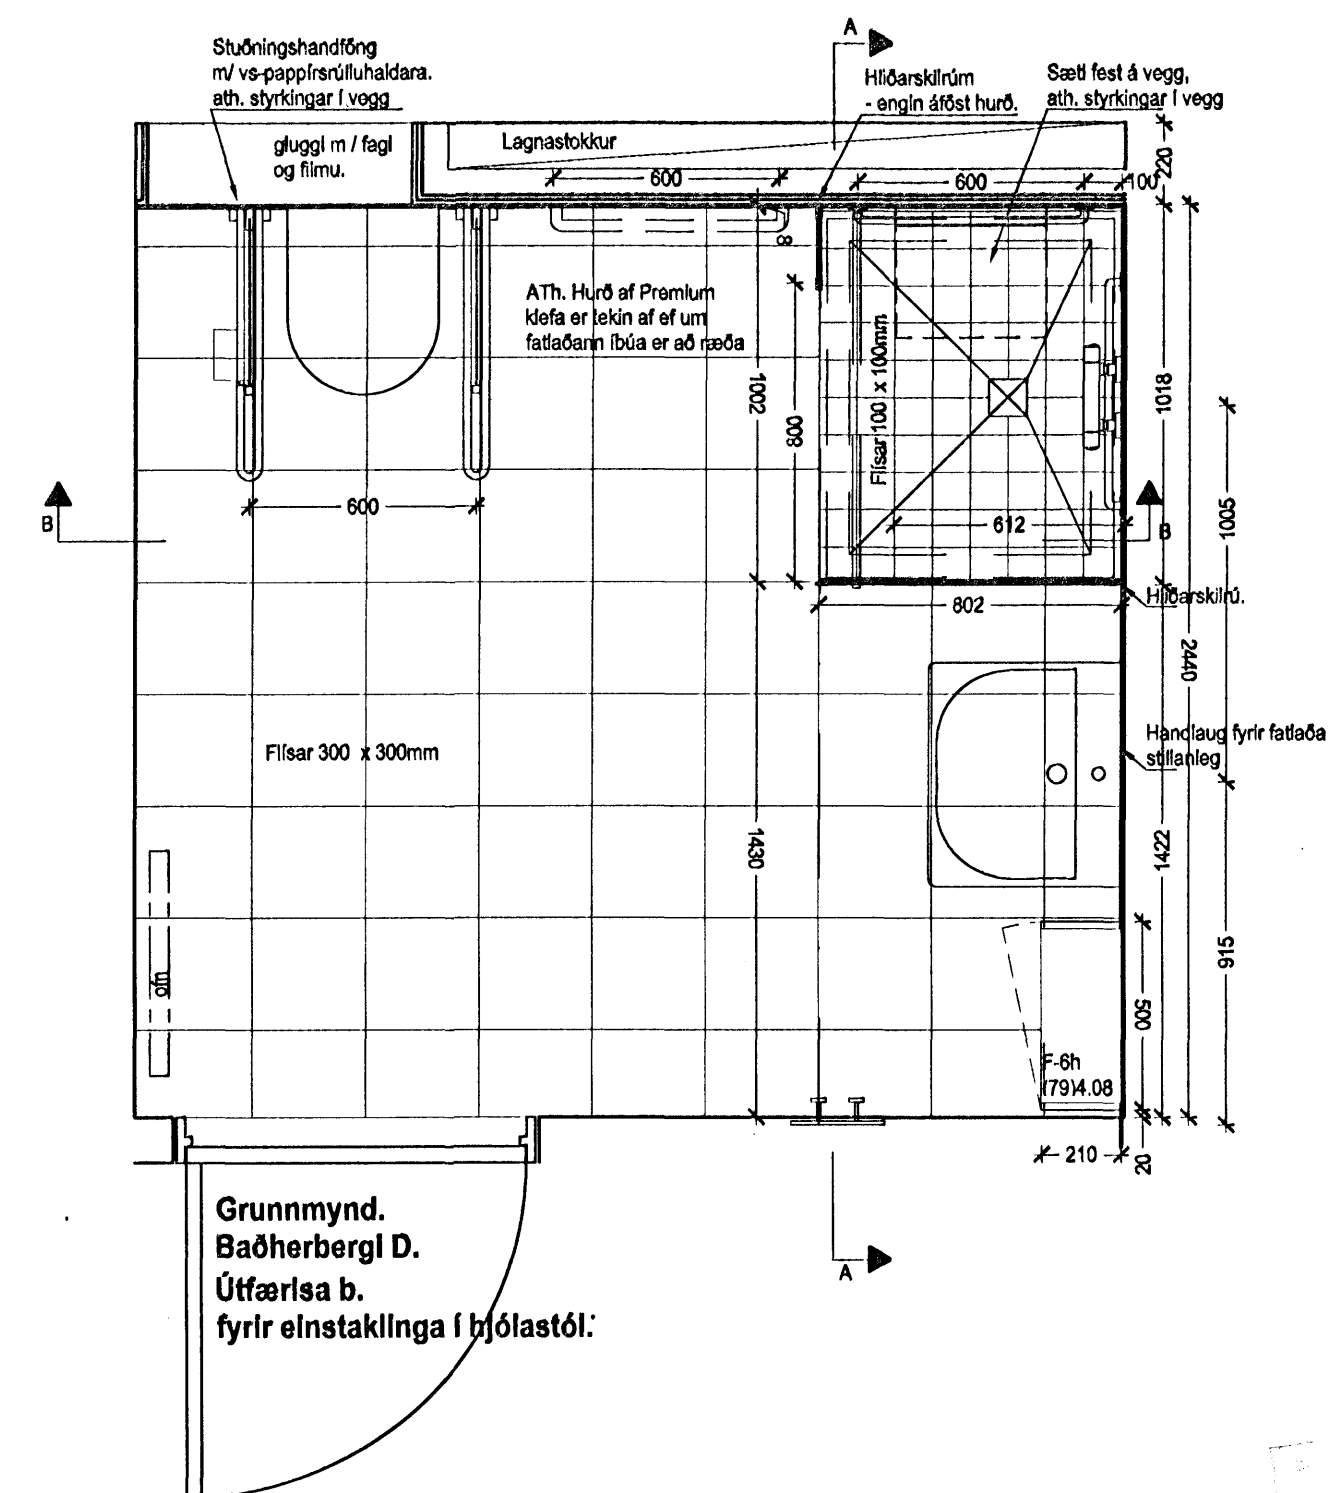 A
Stuðningshandföng
m/ vs-pappírsrúlluhaldara.
ath. styrkingar í vegg
Hliðarskilrúm
- engin áföst hurð.
Sæti fest á vegg,
ath. styrkingar í vegg
gluggi m / fagi
og filmu.
Lagnastokkur
600
600
100
220
80
ATh. Hurð af Premium
klefa er tekin af ef um
fatlaðann íbúa er að ræða
Flísar 100 x 100mm
1002
800
1018
600
612
1005
B
B
802
Hliðarskilrú.
2440
Handlaug fyrir fatlaða
stillanleg
Flísar 300 x 300mm
1430
1422
915
ofn
500
F-6h
(79)4.08
210
20
Grunnmynd.
Baðherbergi D.
Útfærlsa b.
fyrir einstaklinga í hjólastól.
A